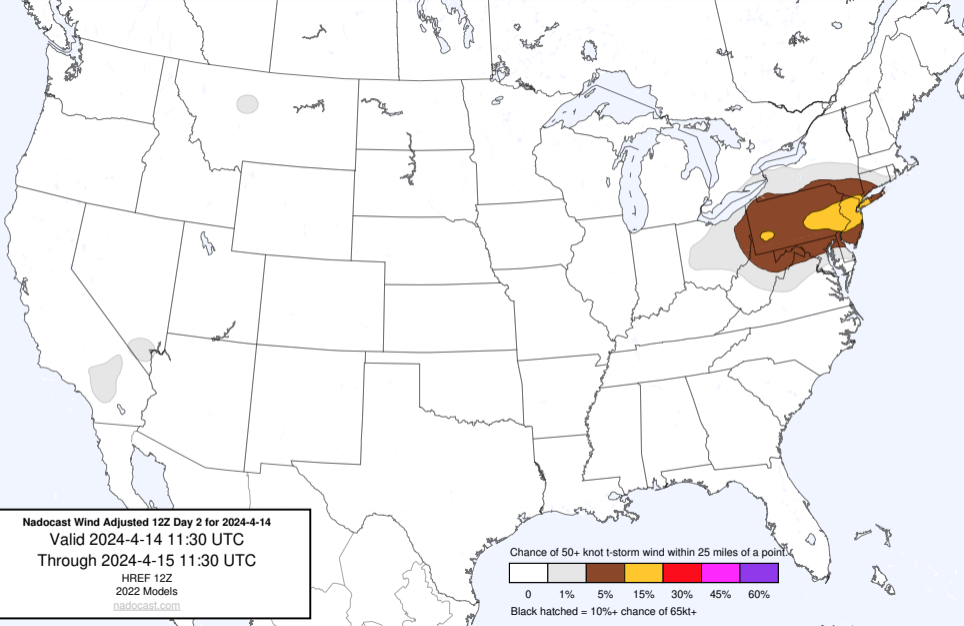 Nadocast Wind Adjusted 12Z Day 2 for 2024-4-14
Valid 2024-4-14 11:30 UTC
Through 2024-4-15 11:30 UTC
HREF 12Z
2022 Models
nadocast.com
Chance of 50+ knot t-storm wind within 25 miles of a point.
0 1% 5% 15% 30% 45% 60%
Black hatched = 10%+ chance of 65kt+